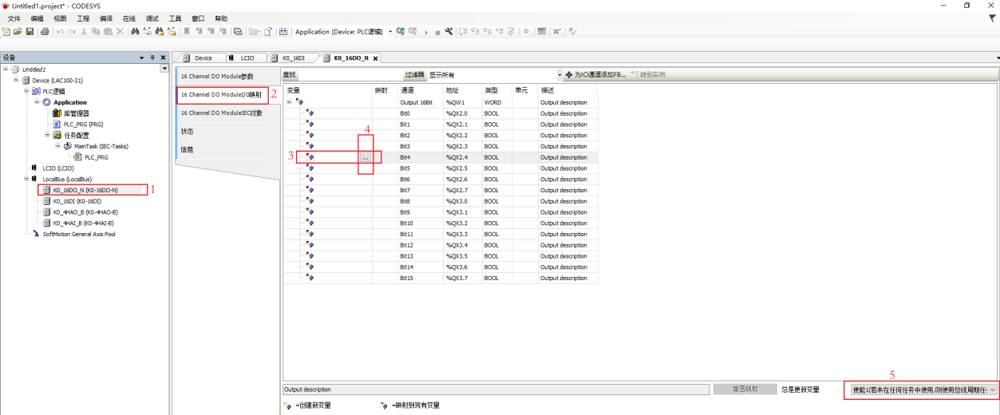 Untitled1.project* - CODESYS
文件 编辑 视图 工程 编译 在线 调试 工具 窗口 帮助
Application [Device: PLC逻辑]
设备
Device LCIO K0_16DI K0_16DO_N
Untitled1
Device (LAC100-21)
PLC逻辑
Application
库管理器
PLC_PRG (PRG)
任务配置
MainTask (IEC-Tasks)
PLC_PRG
LCIO (LCIO)
LocalBus (LocalBus)
K0_16DO_N (K0-16DO-N) 1
K0_16DI (K0-16DI)
K0_4HAO_B (K0-4HAO-B)
K0_4HAI_B (K0-4HAI-B)
SoftMotion General Axis Pool
16 Channel DO Module参数
16 Channel DO ModuleI/O映射 2
16 Channel DO ModuleIEC对象
状态
信息
查找 过滤器 显示所有 为IO通道添加FB... 转到实例
变量 映射 通道 地址 类型 单元 描述
Output 16Bit %QW1 WORD Output description
Bit0 %QX2.0 BOOL Output description
Bit1 %QX2.1 BOOL Output description
4
Bit2 %QX2.2 BOOL Output description
Bit3 %QX2.3 BOOL Output description
3 ... Bit4 %QX2.4 BOOL Output description
Bit5 %QX2.5 BOOL Output description
Bit6 %QX2.6 BOOL Output description
Bit7 %QX2.7 BOOL Output description
Bit8 %QX3.0 BOOL Output description
Bit9 %QX3.1 BOOL Output description
Bit10 %QX3.2 BOOL Output description
Bit11 %QX3.3 BOOL Output description
Bit12 %QX3.4 BOOL Output description
Bit13 %QX3.5 BOOL Output description
Bit14 %QX3.6 BOOL Output description
Bit15 %QX3.7 BOOL Output description
5
Output description 重置映射 总是更新变量 使能1(若未在任何任务中使用,则使用总线周期任
=创建新变量 =映射到现有变量